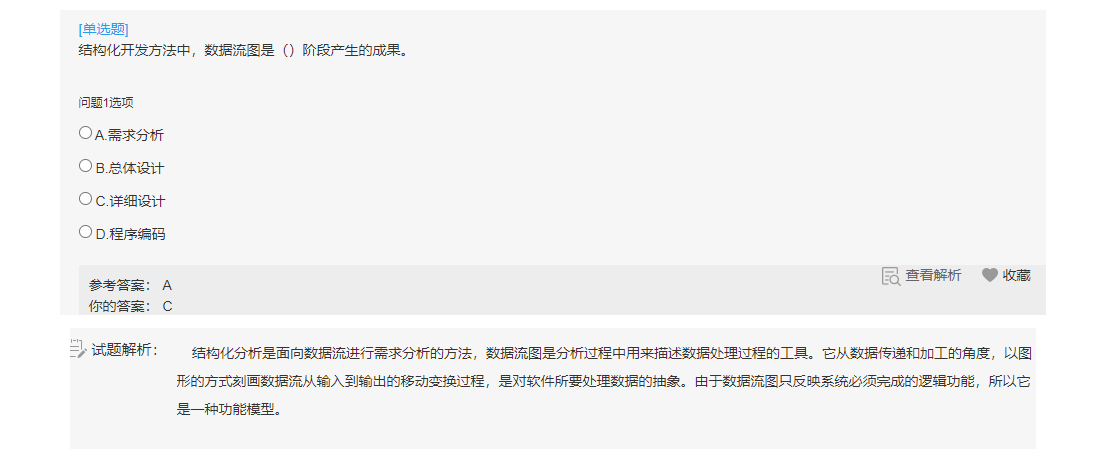 [单选题]
结构化开发方法中，数据流图是（）阶段产生的成果。
问题1选项
A.需求分析
B.总体设计
C.详细设计
D.程序编码
查看解析 收藏
参考答案： A
你的答案： C
试题解析： 结构化分析是面向数据流进行需求分析的方法，数据流图是分析过程中用来描述数据处理过程的工具。它从数据传递和加工的角度，以图
形的方式刻画数据流从输入到输出的移动变换过程，是对软件所要处理数据的抽象。由于数据流图只反映系统必须完成的逻辑功能，所以它
是一种功能模型。